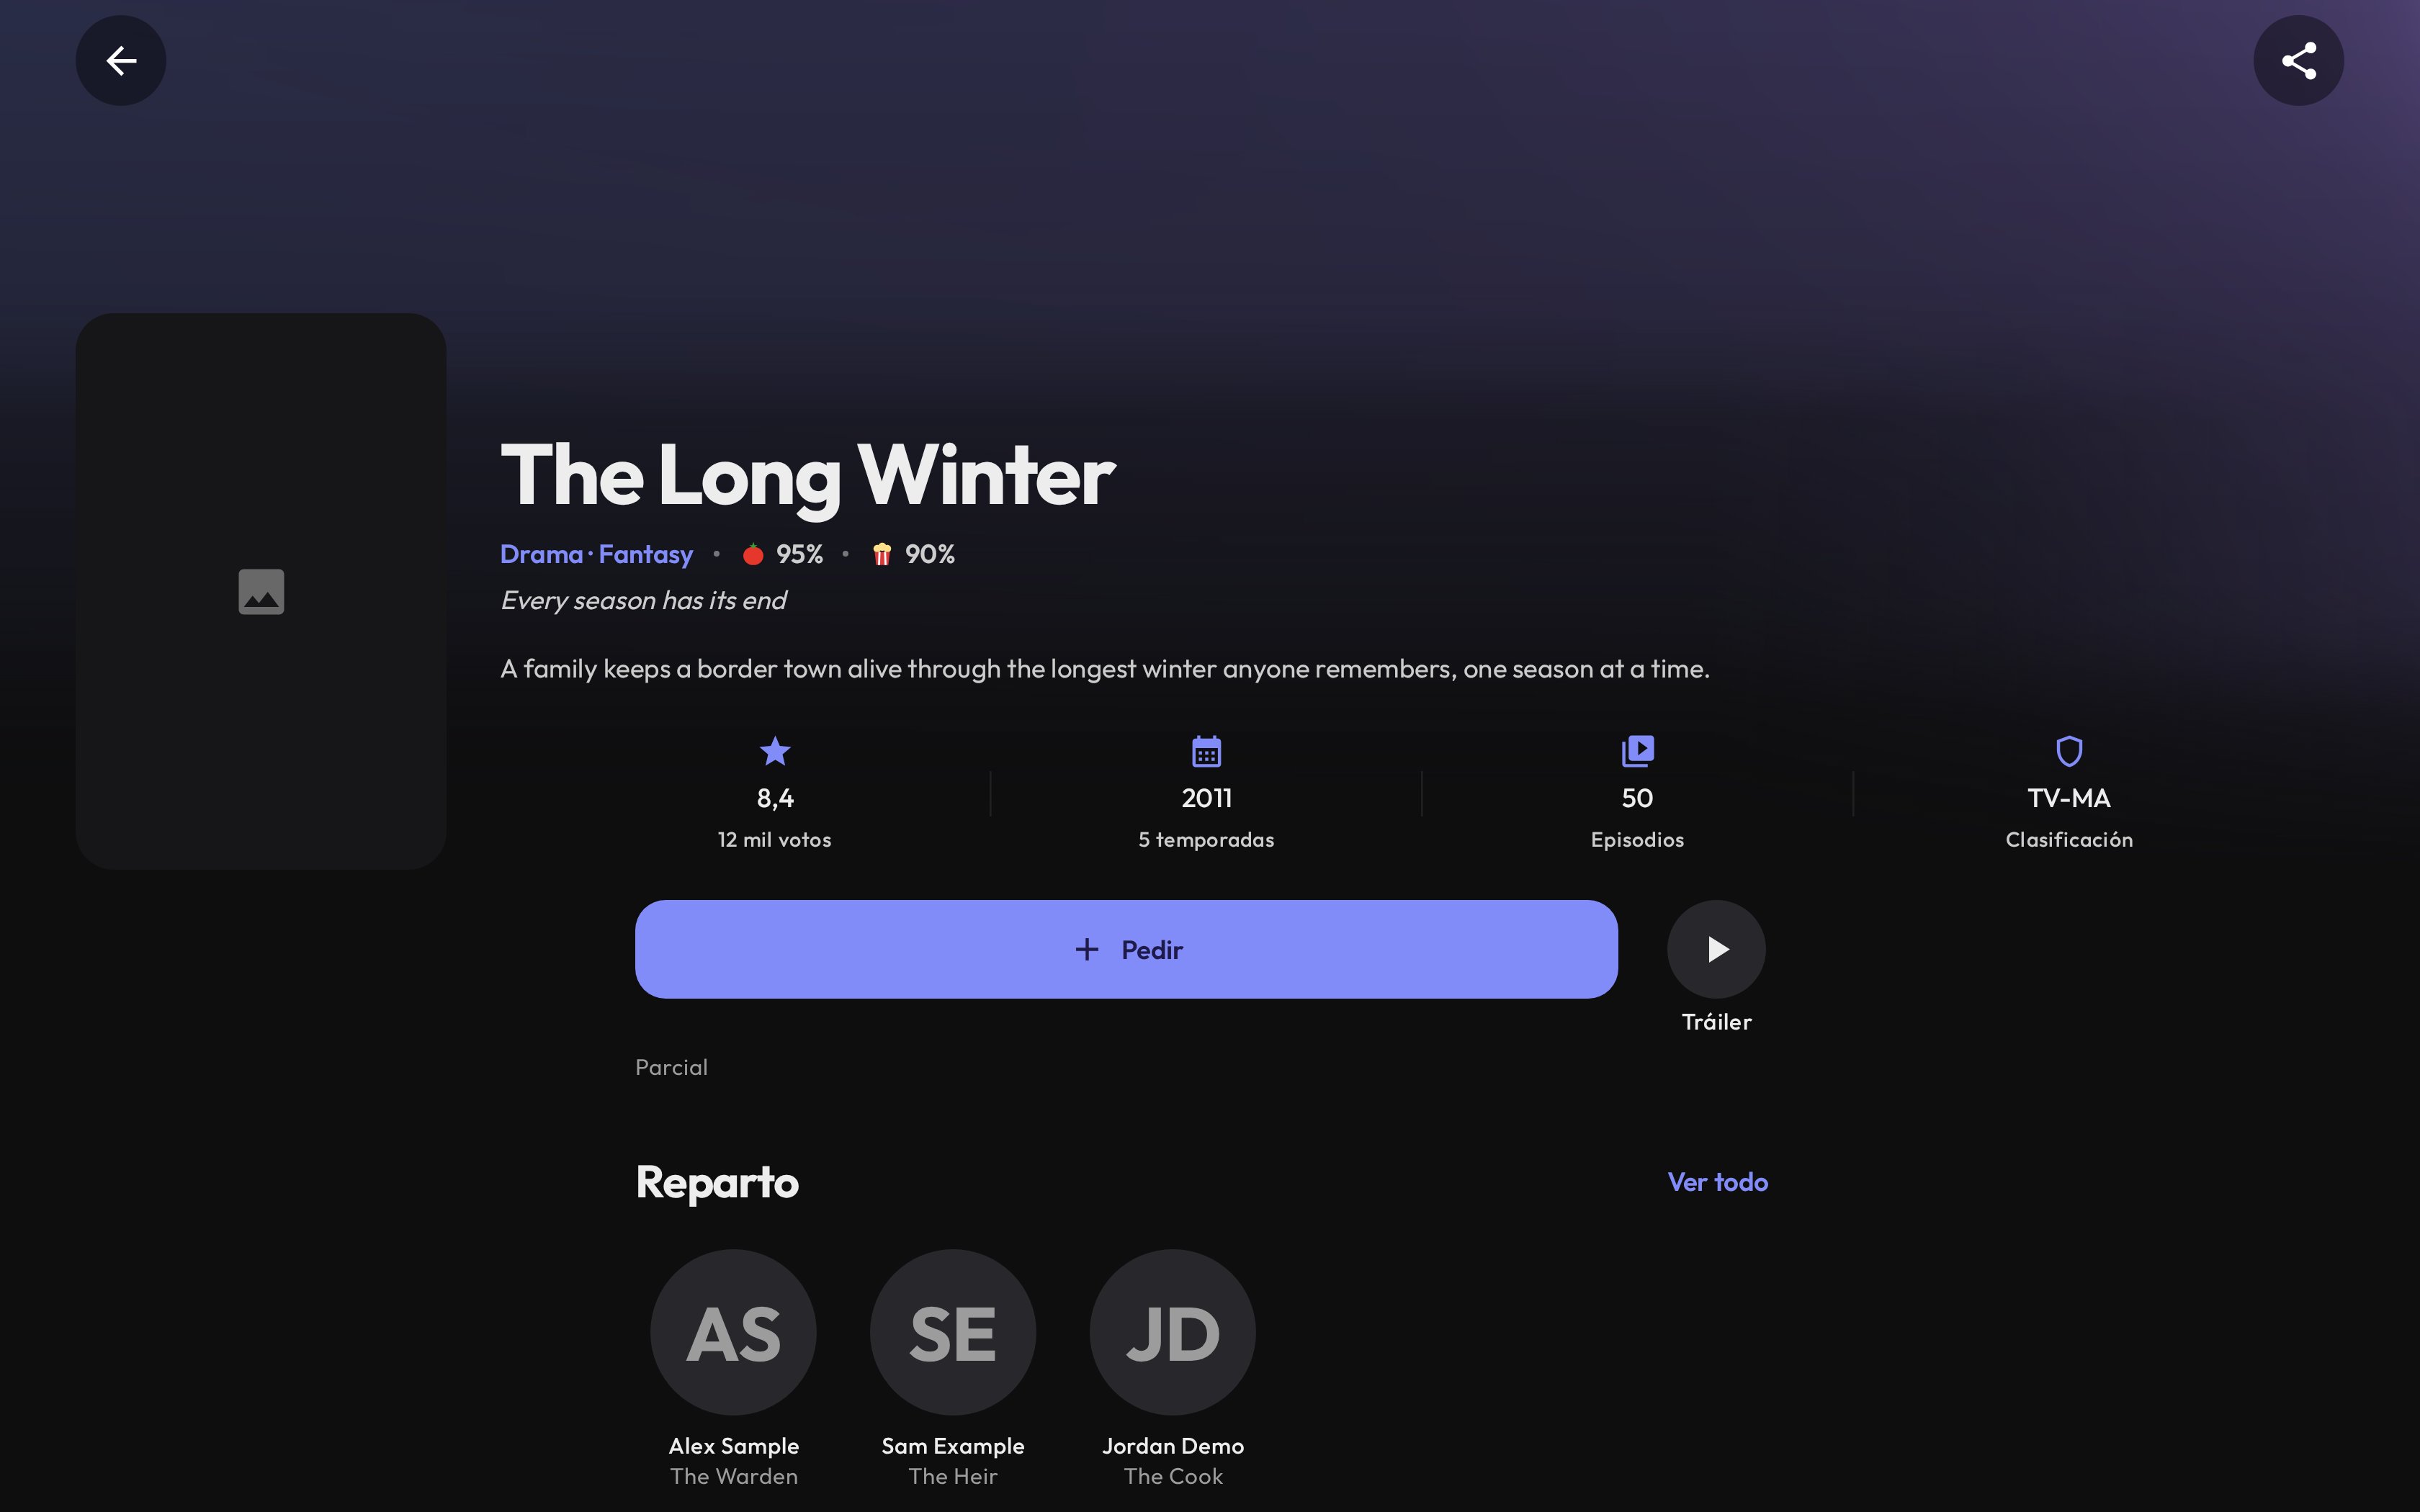 The Long Winter
Drama · Fantasy • 95% • 90%
Every season has its end
A family keeps a border town alive through the longest winter anyone remembers, one season at a time.
8,4
12 mil votos
2011
5 temporadas
50
Episodios
TV-MA
Clasificación
Pedir
Tráiler
Parcial
Reparto
Ver todo
AS
Alex Sample
The Warden
SE
Sam Example
The Heir
JD
Jordan Demo
The Cook